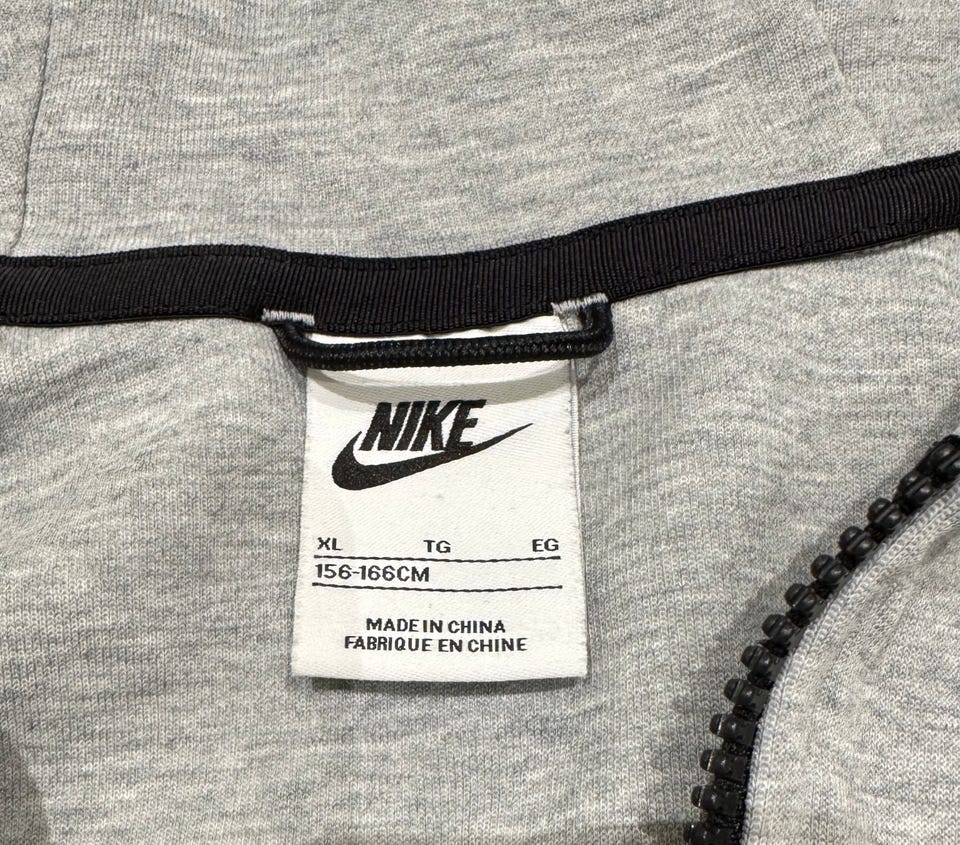 NIKE
XL TG EG
156-166CM
MADE IN CHINA
FABRIQUE EN CHINE